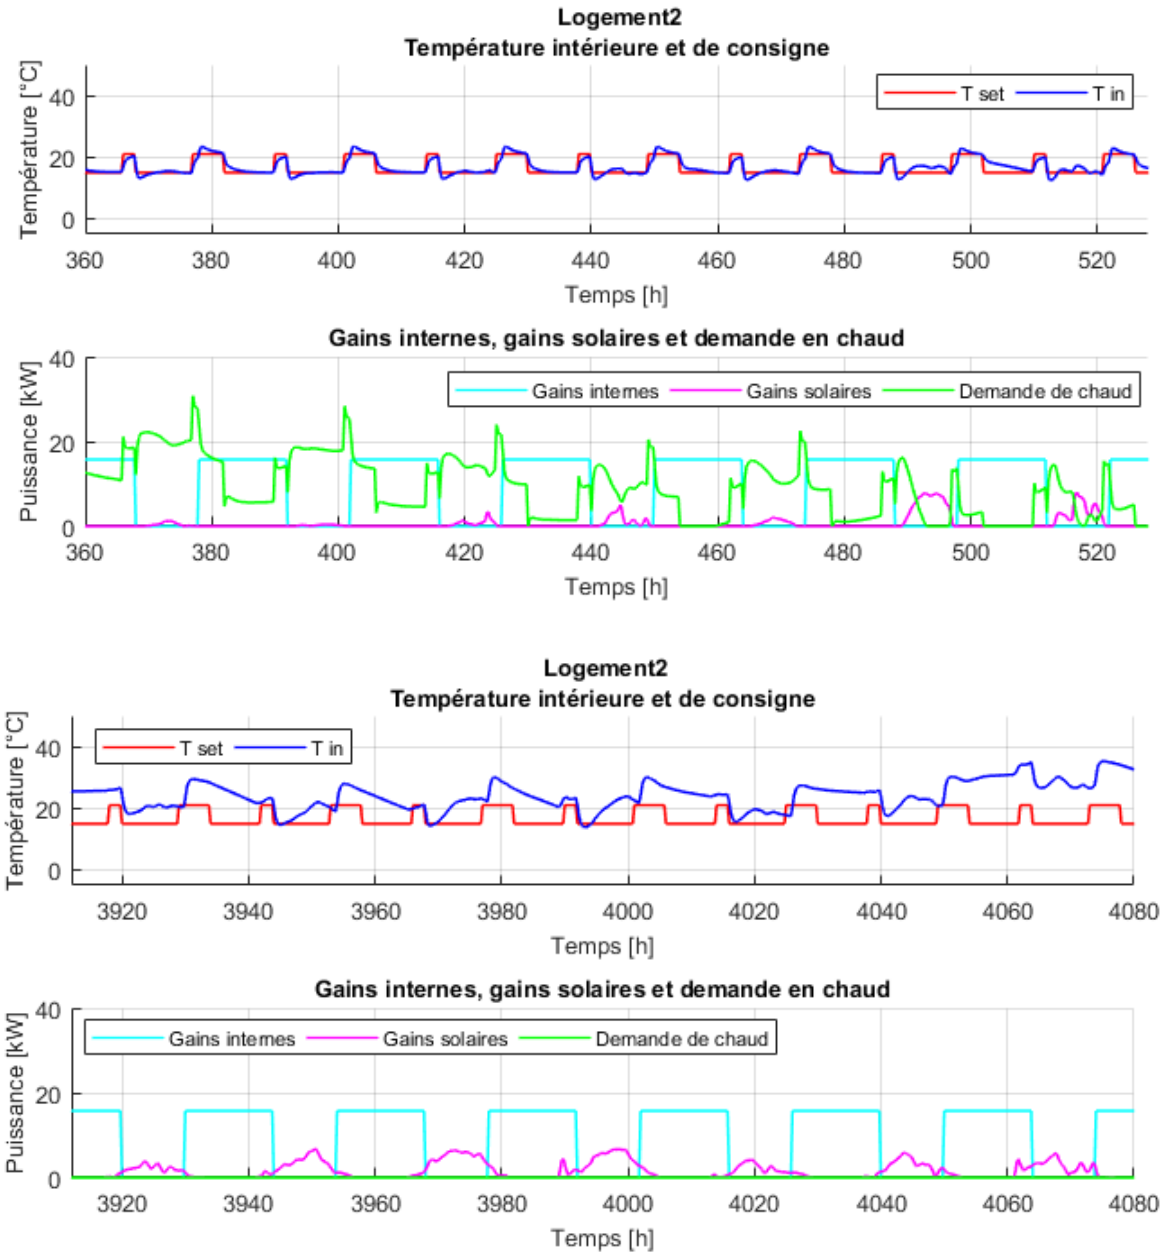 Logement2
Température intérieure et de consigne
Température [°C]
40
20
0
T set
T in
360 380 400 420 440 460 480 500 520
Temps [h]
Gains internes, gains solaires et demande en chaud
Puissance [kW]
40
20
0
Gains internes
Gains solaires
Demande de chaud
360 380 400 420 440 460 480 500 520
Temps [h]
Logement2
Température intérieure et de consigne
Température [°C]
40
20
0
T set
T in
3920 3940 3960 3980 4000 4020 4040 4060 4080
Temps [h]
Gains internes, gains solaires et demande en chaud
Puissance [kW]
40
20
0
Gains internes
Gains solaires
Demande de chaud
3920 3940 3960 3980 4000 4020 4040 4060 4080
Temps [h]